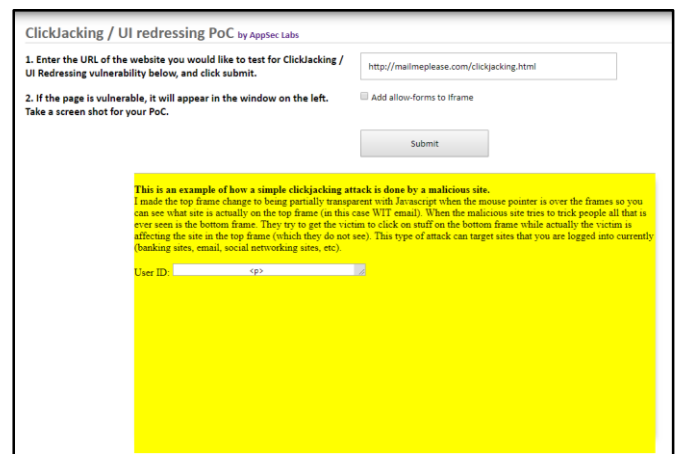 ClickJacking / UI redressing PoC by AppSec Labs
1. Enter the URL of the website you would like to test for ClickJacking /
UI Redressing vulnerability below, and click submit.
http://mailmeplease.com/clickjacking.html
2. If the page is vulnerable, it will appear in the window on the left.
Take a screen shot for your PoC.
Add allow-forms to Iframe
Submit
This is an example of how a simple clickjacking attack is done by a malicious site.
I made the top frame change to being partially transparent with Javascript when the mouse pointer is over the frames so you
can see what site is actually on the top frame (in this case WIT email). When the malicious site tries to trick people all that is
ever seen is the bottom frame. They try to get the victim to click on stuff on the bottom frame while actually the victim is
affecting the site in the top frame (which they do not see). This type of attack can target sites that you are logged into currently
(banking sites, email, social networking sites, etc).
User ID: <p>